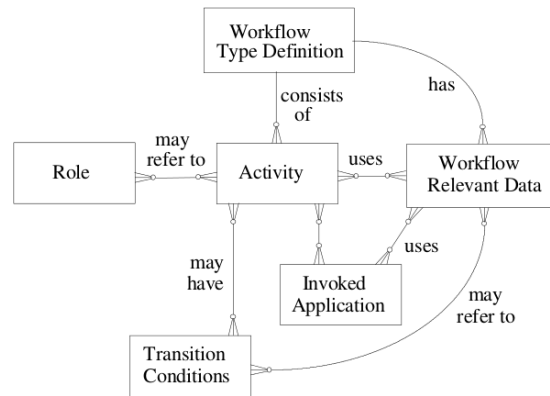 Workflow
Type Definition
consists
of
has
may
refer to
Role
Activity
uses
Workflow
Relevant Data
may
have
uses
Invoked
Application
may
refer to
Transition
Conditions